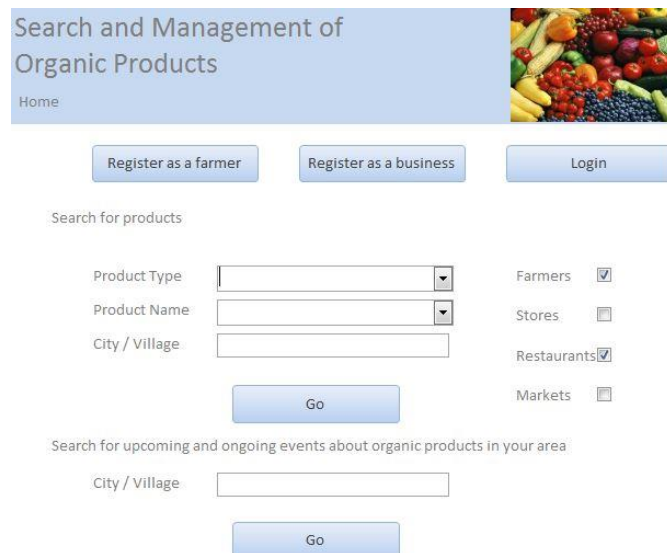 Search and Management of
Organic Products
Home
Register as a farmer
Register as a business
Login
Search for products
Product Type
Farmers
Product Name
Stores
City / Village
Restaurants
Markets
Go
Search for upcoming and ongoing events about organic products in your area
City / Village
Go